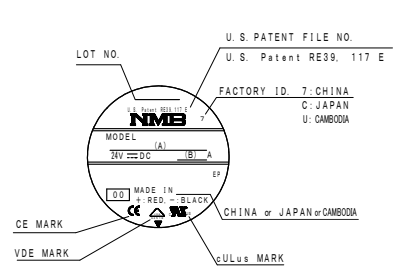 U.S.PATENT FILE NO.
U.S. Patent RE39, 117 E
LOT NO.
FACTORY ID. 7:CHINA
C:JAPAN
U: CAMBODIA
U.S. Patent RE39, 117 E
NMB 7
MODEL
(A)
24V ⎓ DC (B) A
EP
00 MADE IN
+:RED, −:BLACK
CHINA or JAPAN or CAMBODIA
CE
CE MARK
VDE MARK
cULus MARK